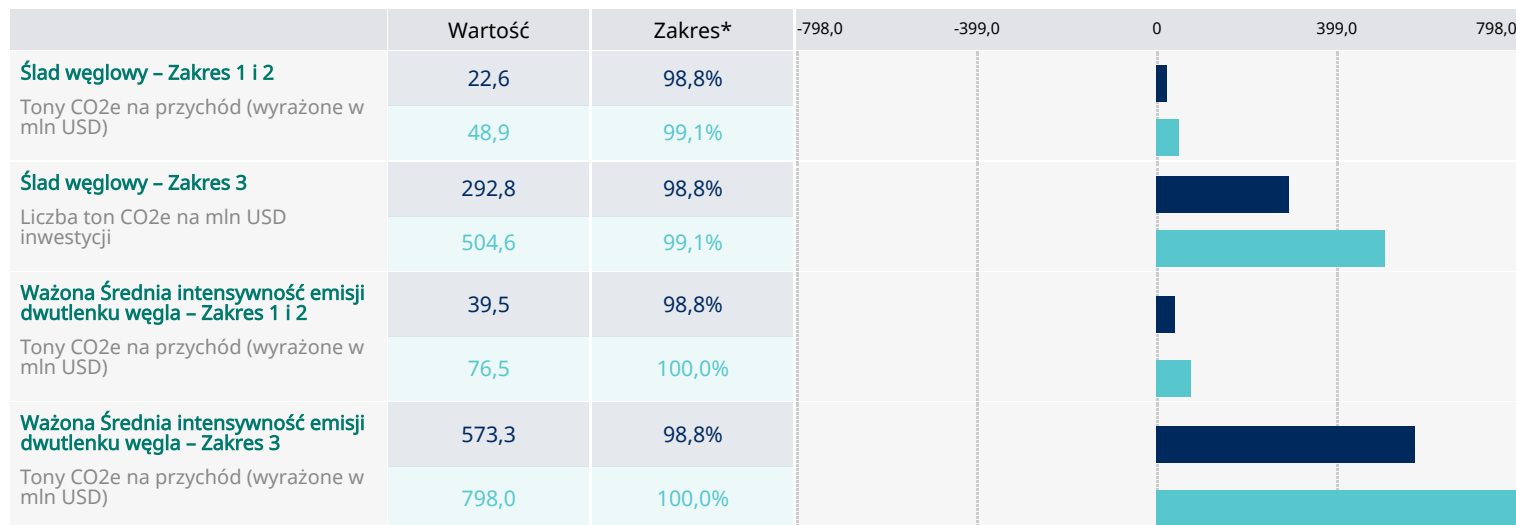 Wartość Zakres* -798,0 -399,0 0 399,0 798,0
Ślad węglowy – Zakres 1 i 2
Tony CO2e na przychód (wyrażone w
mln USD)
22,6 98,8%
48,9 99,1%
Ślad węglowy – Zakres 3
Liczba ton CO2e na mln USD
inwestycji
292,8 98,8%
504,6 99,1%
Ważona Średnia intensywność emisji
dwutlenku węgla – Zakres 1 i 2
Tony CO2e na przychód (wyrażone w
mln USD)
39,5 98,8%
76,5 100,0%
Ważona Średnia intensywność emisji
dwutlenku węgla – Zakres 3
Tony CO2e na przychód (wyrażone w
mln USD)
573,3 98,8%
798,0 100,0%